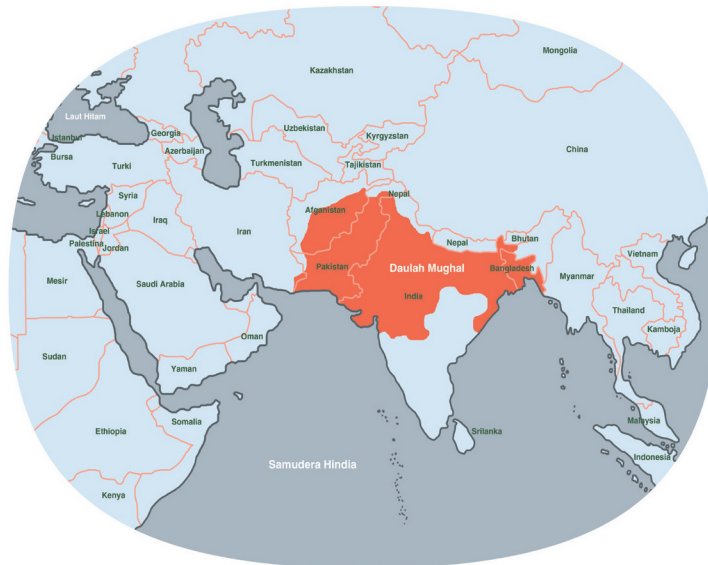 Mongolia
Kazakhstan
Laut Hitam
Istanbul
Georgia
Uzbekistan
Kyrgyzstan
Azerbaijan
China
Bursa
Turki
Turkmenistan
Tajikistan
Syria
Nepal
Lebanon
Afganistan
Iraq
Israel
Iran
Palestina
Jordan
Nepal
Bhutan
Vietnam
Pakistan
Daulah Mughal
Bangladesh
Mesir
Saudi Arabia
Myanmar
India
Thailand
Kamboja
Oman
Sudan
Yaman
Somalia
Malaysia
Ethiopia
Srilanka
Indonesia
Samudera Hindia
Kenya